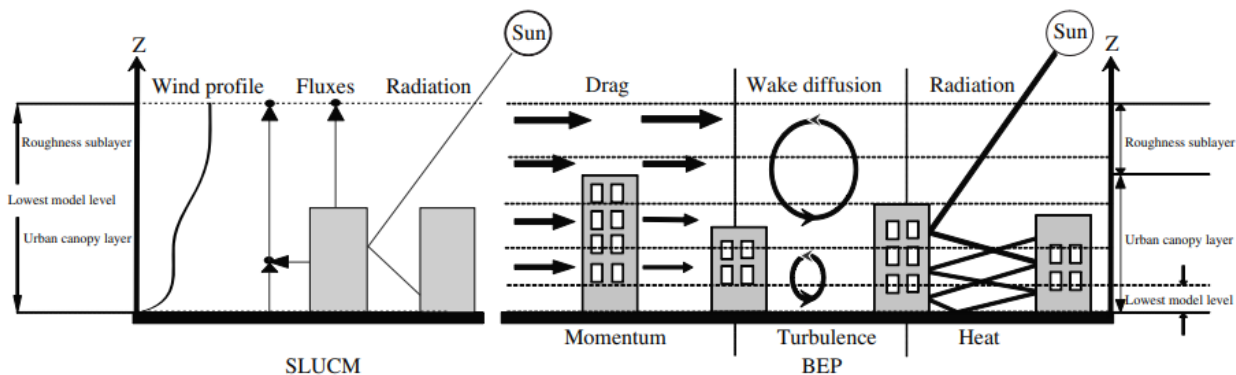 Sun
Sun
Z
Z
Wind profile
Fluxes
Radiation
Drag
Wake diffusion
Radiation
Roughness sublayer
Lowest model level
Urban canopy layer
Roughness sublayer
Urban canopy layer
Lowest model level
Momentum
Turbulence
Heat
SLUCM
BEP